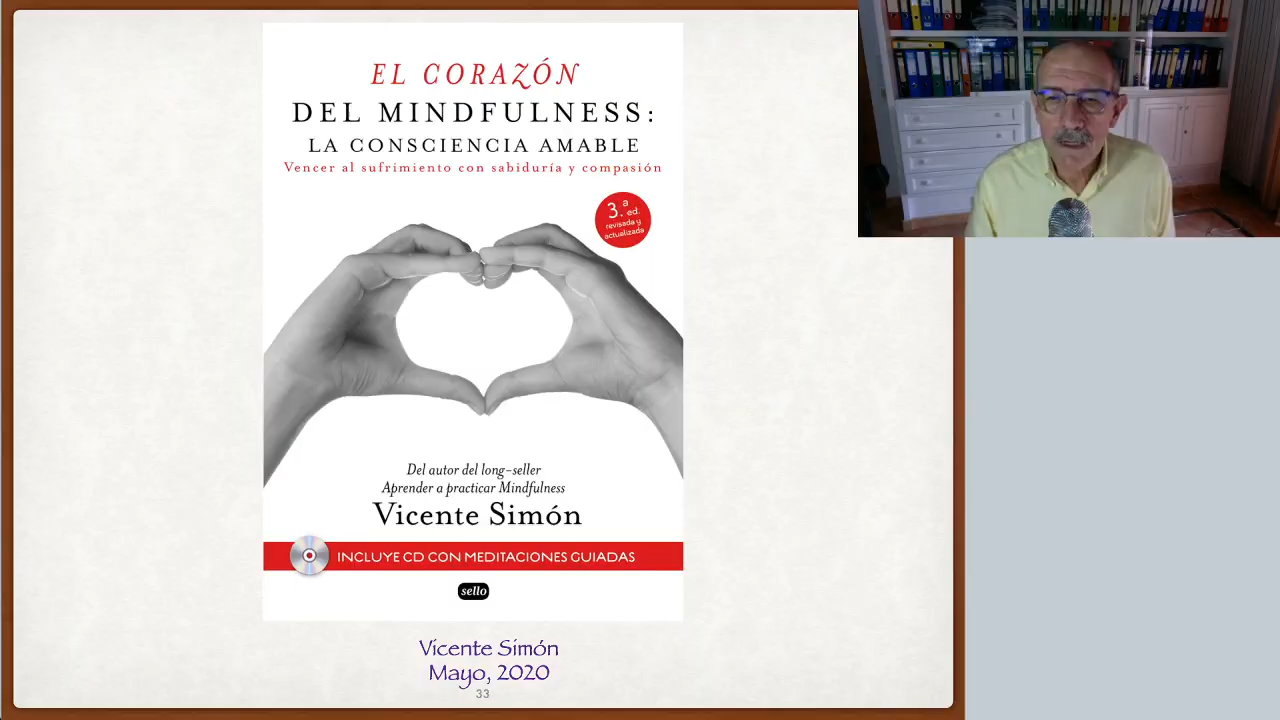 EL CORAZÓN
DEL MINDFULNESS:
LA CONSCIENCIA AMABLE
Vencer al sufrimiento con sabiduría y compasión
3.ª ed.
revisada y
actualizada
Del autor del long-seller
Aprender a practicar Mindfulness
Vicente Simón
INCLUYE CD CON MEDITACIONES GUIADAS
sello
Vicente Simón
Mayo, 2020
33